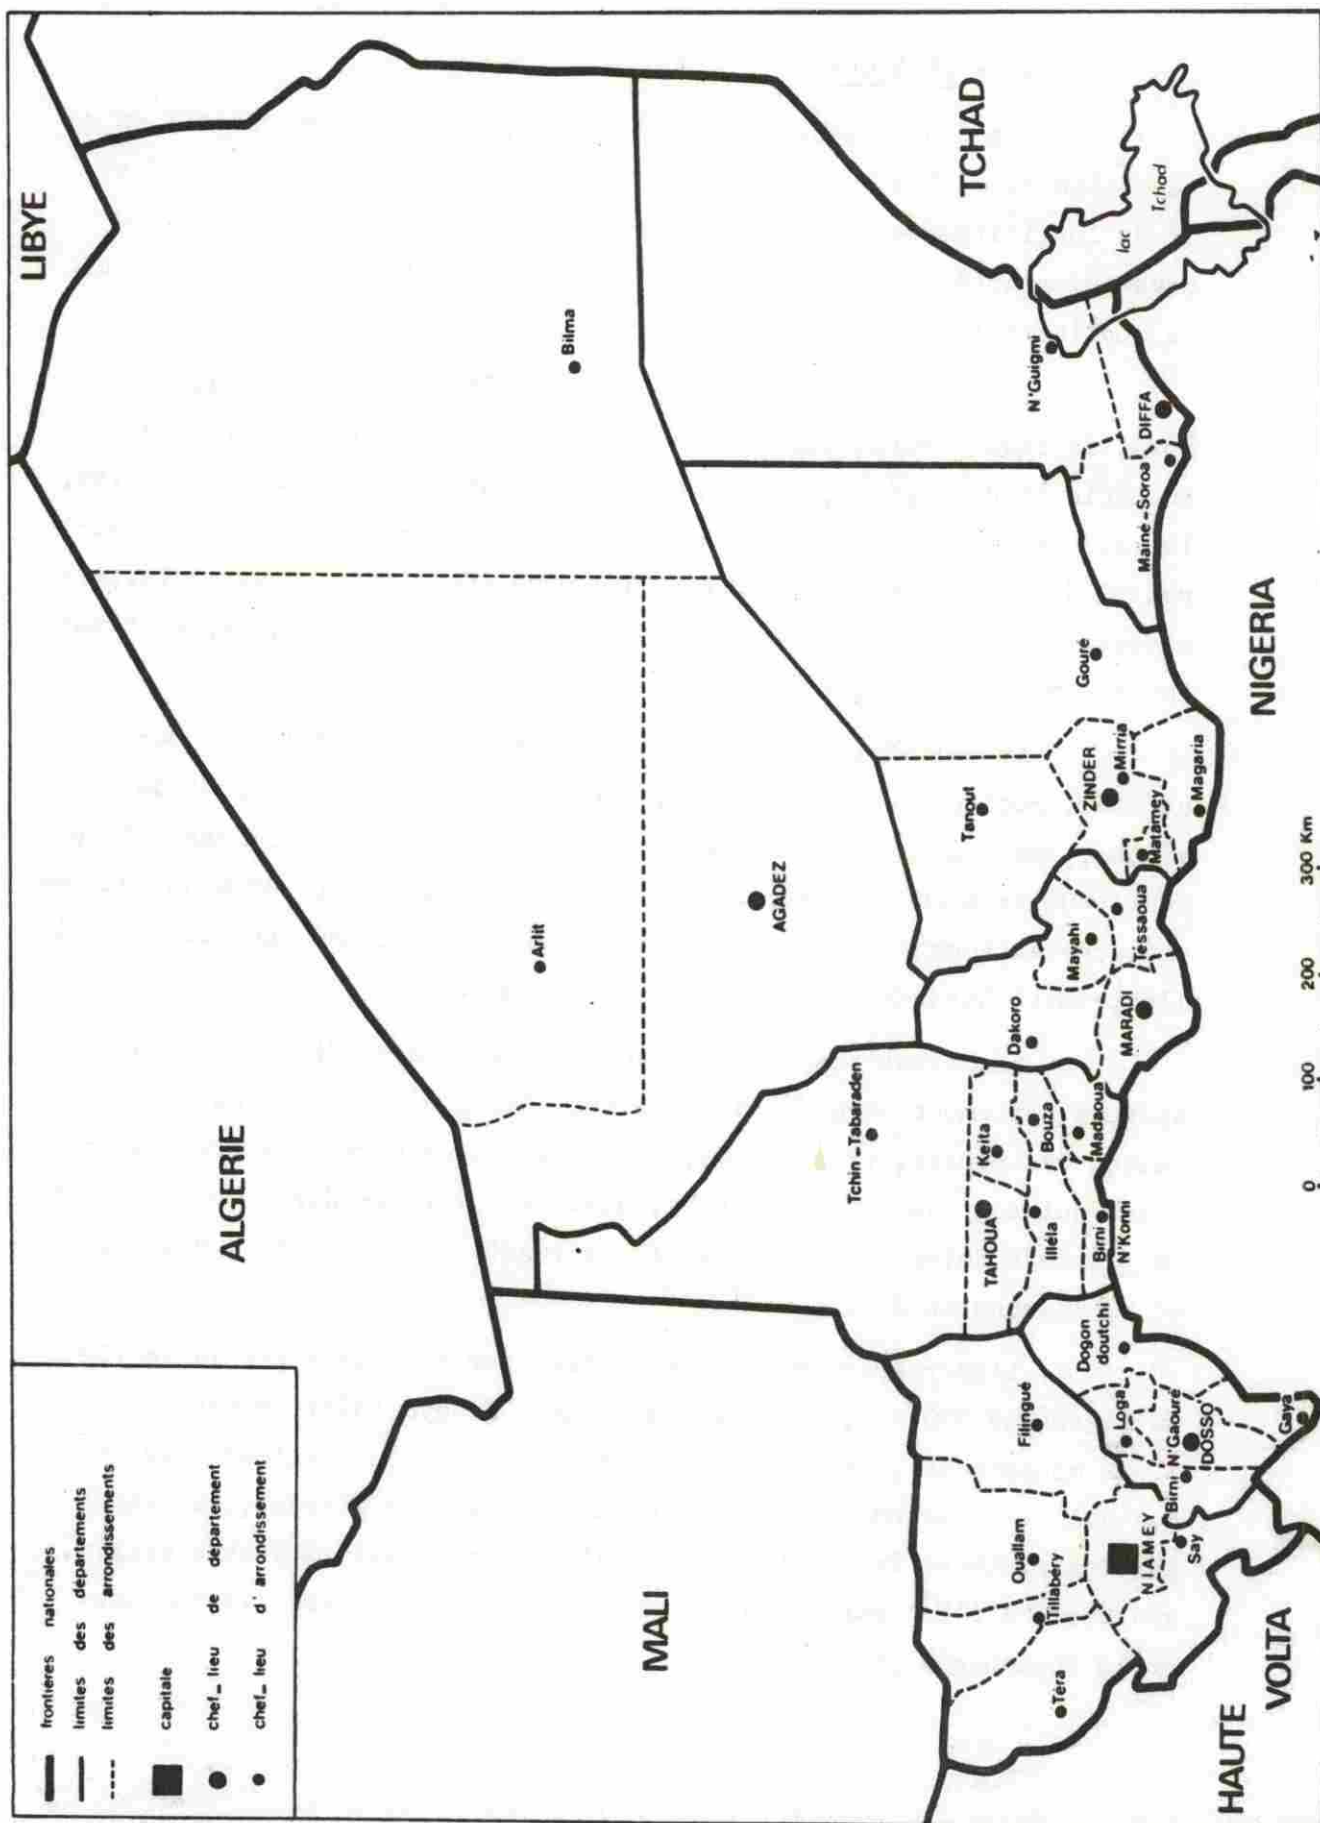 frontières nationales
limites des départements
limites des arrondissements
capitale
chef_lieu de département
chef_lieu d'arrondissement
LIBYE
ALGERIE
MALI
TCHAD
NIGERIA
HAUTE
VOLTA
lac
Tchad
Bilma
Arlit
AGADEZ
N'Guigmi
DIFFA
Mainé-Soroa
Gouré
Tanout
ZINDER
Mirria
Matamey
Magaria
Mayahi
Tessaoua
Dakoro
MARADI
Tchin-Tabaraden
Keita
Bouza
Madaoua
TAHOUA
Illéla
Birni
N'Konni
Filingué
Dogon
doutchi
Loga
Birni N'Gaouré
DOSSO
Gaya
Ouallam
Tillabéry
NIAMEY
Say
Téra
0 100 200 300 Km